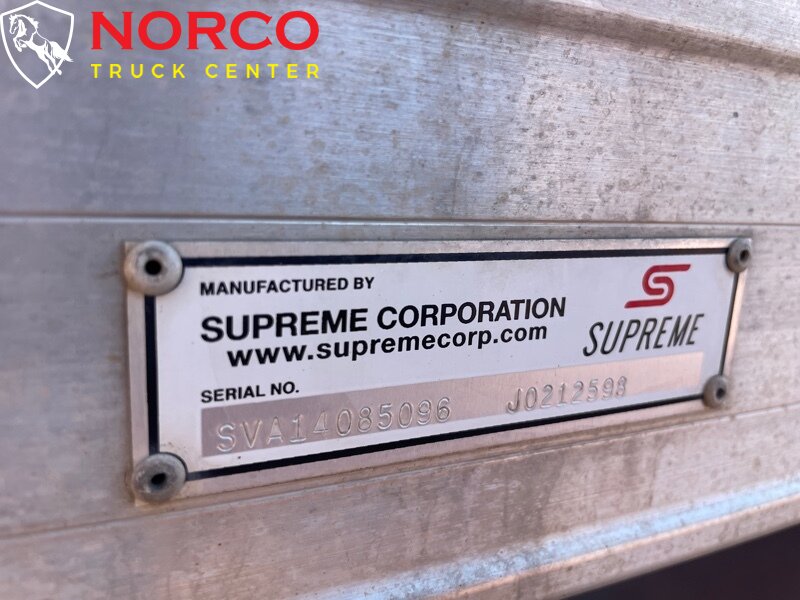 NORCO
TRUCK CENTER
MANUFACTURED BY
SUPREME CORPORATION
www.supremecorp.com
SUPREME
SERIAL NO.
SVA14085096 J0212598